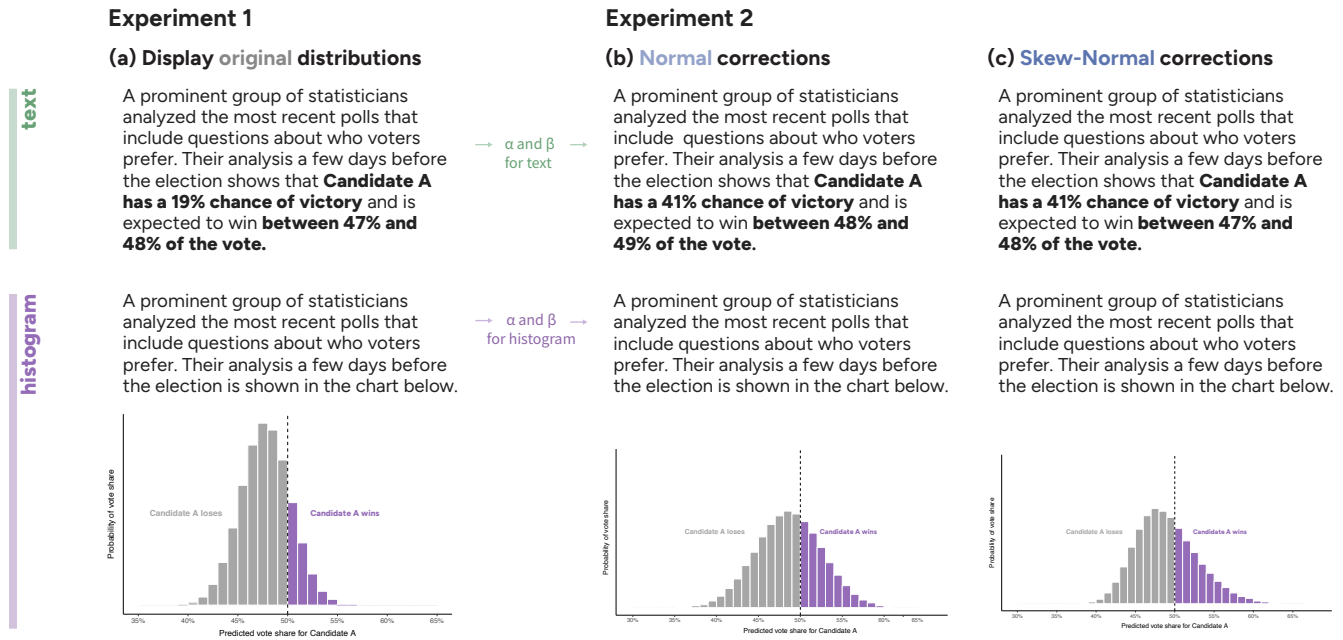 Experiment 1
Experiment 2
(a) Display original distributions
(b) Normal corrections
(c) Skew-Normal corrections
text
A prominent group of statisticians
analyzed the most recent polls that
include questions about who voters
prefer. Their analysis a few days before
the election shows that Candidate A
has a 19% chance of victory and is
expected to win between 47% and
48% of the vote.
α and β
for text
A prominent group of statisticians
analyzed the most recent polls that
include  questions about who voters
prefer. Their analysis a few days before
the election shows that Candidate A
has a 41% chance of victory and is
expected to win between 48% and
49% of the vote.
A prominent group of statisticians
analyzed the most recent polls that
include questions about who voters
prefer. Their analysis a few days before
the election shows that Candidate A
has a 41% chance of victory and is
expected to win between 47% and
48% of the vote.
histogram
A prominent group of statisticians
analyzed the most recent polls that
include questions about who voters
prefer. Their analysis a few days before
the election is shown in the chart below.
α and β
for histogram
A prominent group of statisticians
analyzed the most recent polls that
include questions about who voters
prefer. Their analysis a few days before
the election is shown in the chart below.
A prominent group of statisticians
analyzed the most recent polls that
include questions about who voters
prefer. Their analysis a few days before
the election is shown in the chart below.
Probability of vote share
Candidate A loses
Candidate A wins
35% 45% 50% 55% 65%
Predicted vote share for Candidate A
Probability of vote share
Candidate A loses
Candidate A wins
30% 40% 45% 50% 55% 60% 65%
Predicted vote share for Candidate A
Probability of vote share
Candidate A loses
Candidate A wins
30% 40% 45% 50% 55% 60% 65%
Predicted vote share for Candidate A